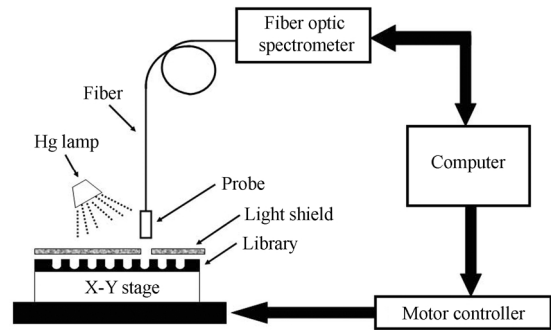 Fiber optic
spectrometer
Fiber
Hg lamp
Computer
Probe
Light shield
Library
X-Y stage
Motor controller